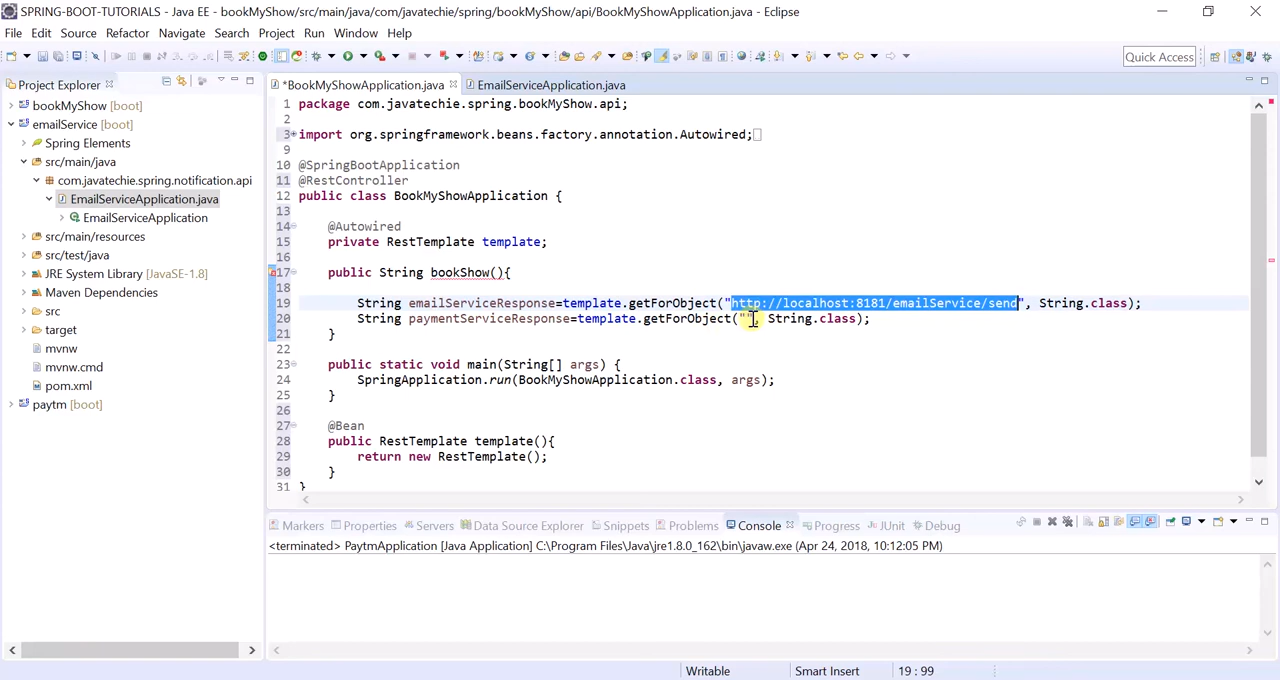 SPRING-BOOT-TUTORIALS - Java EE - bookMyShow/src/main/java/com/javatechie/spring/bookMyShow/api/BookMyShowApplication.java - Eclipse
File Edit Source Refactor Navigate Search Project Run Window Help
Quick Access
Project Explorer
*BookMyShowApplication.java
EmailServiceApplication.java
bookMyShow [boot]
emailService [boot]
Spring Elements
src/main/java
com.javatechie.spring.notification.api
EmailServiceApplication.java
EmailServiceApplication
src/main/resources
src/test/java
JRE System Library [JavaSE-1.8]
Maven Dependencies
src
target
mvnw
mvnw.cmd
pom.xml
paytm [boot]
1 package com.javatechie.spring.bookMyShow.api;
2
3 import org.springframework.beans.factory.annotation.Autowired;
9
10 @SpringBootApplication
11 @RestController
12 public class BookMyShowApplication {
13
14 @Autowired
15 private RestTemplate template;
16
17 public String bookShow(){
18
19 String emailServiceResponse=template.getForObject("http://localhost:8181/emailService/send", String.class);
20 String paymentServiceResponse=template.getForObject("", String.class);
21 }
22
23 public static void main(String[] args) {
24 SpringApplication.run(BookMyShowApplication.class, args);
25 }
26
27 @Bean
28 public RestTemplate template(){
29 return new RestTemplate();
30 }
31 }
Markers Properties Servers Data Source Explorer Snippets Problems Console Progress JUnit Debug
<terminated> PaytmApplication [Java Application] C:\Program Files\Java\jre1.8.0_162\bin\javaw.exe (Apr 24, 2018, 10:12:05 PM)
Writable Smart Insert 19 : 99